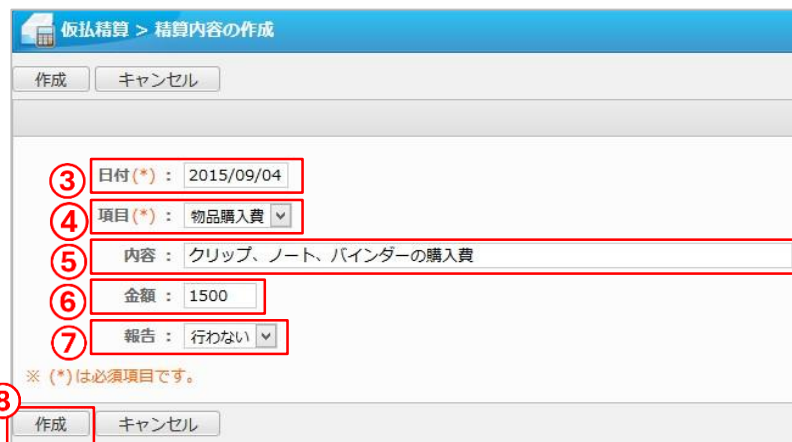 仮払精算 > 精算内容の作成
作成 キャンセル
③ 日付(*) : 2015/09/04
④ 項目(*) : 物品購入費
⑤ 内容 : クリップ、ノート、バインダーの購入費
⑥ 金額 : 1500
⑦ 報告 : 行わない
※ (*)は必須項目です。
⑧ 作成 キャンセル